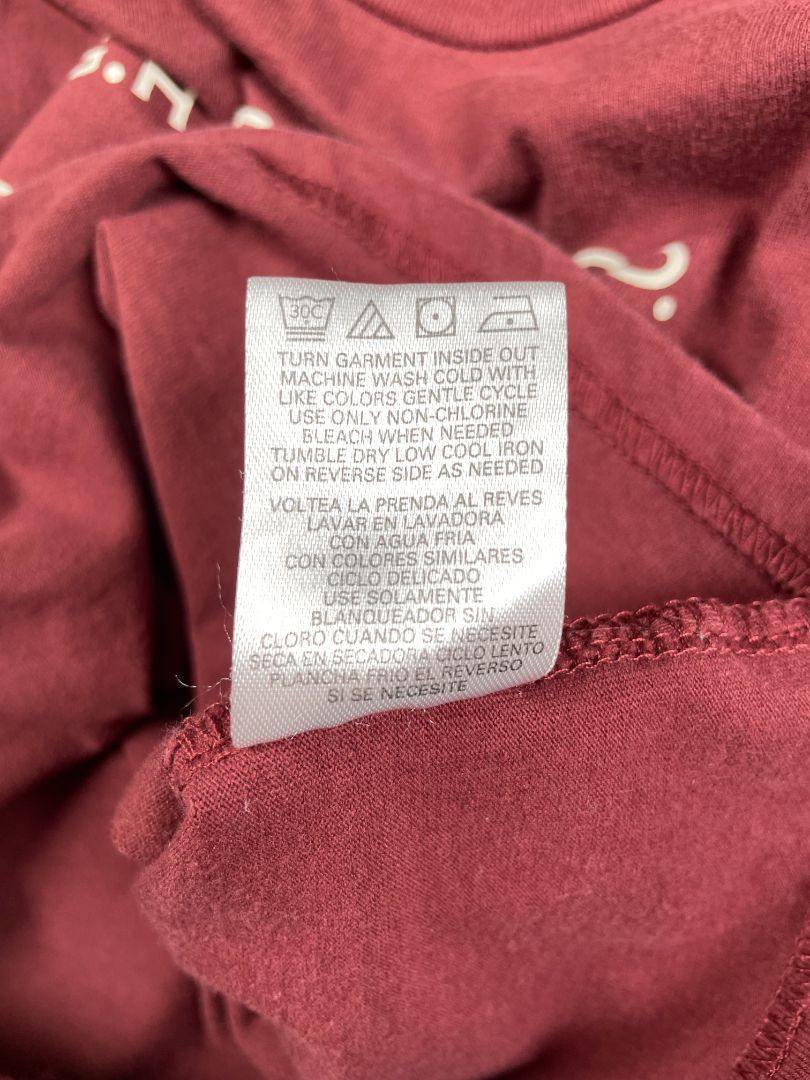 30C
TURN GARMENT INSIDE OUT
MACHINE WASH COLD WITH
LIKE COLORS GENTLE CYCLE
USE ONLY NON-CHLORINE
BLEACH WHEN NEEDED
TUMBLE DRY LOW COOL IRON
ON REVERSE SIDE AS NEEDED
VOLTEA LA PRENDA AL REVES
LAVAR EN LAVADORA
CON AGUA FRIA
CON COLORES SIMILARES
CICLO DELICADO
USE SOLAMENTE
BLANQUEADOR SIN
CLORO CUANDO SE NECESITE
SECA EN SECADORA CICLO LENTO
PLANCHA FRIO EL REVERSO
SI SE NECESITE